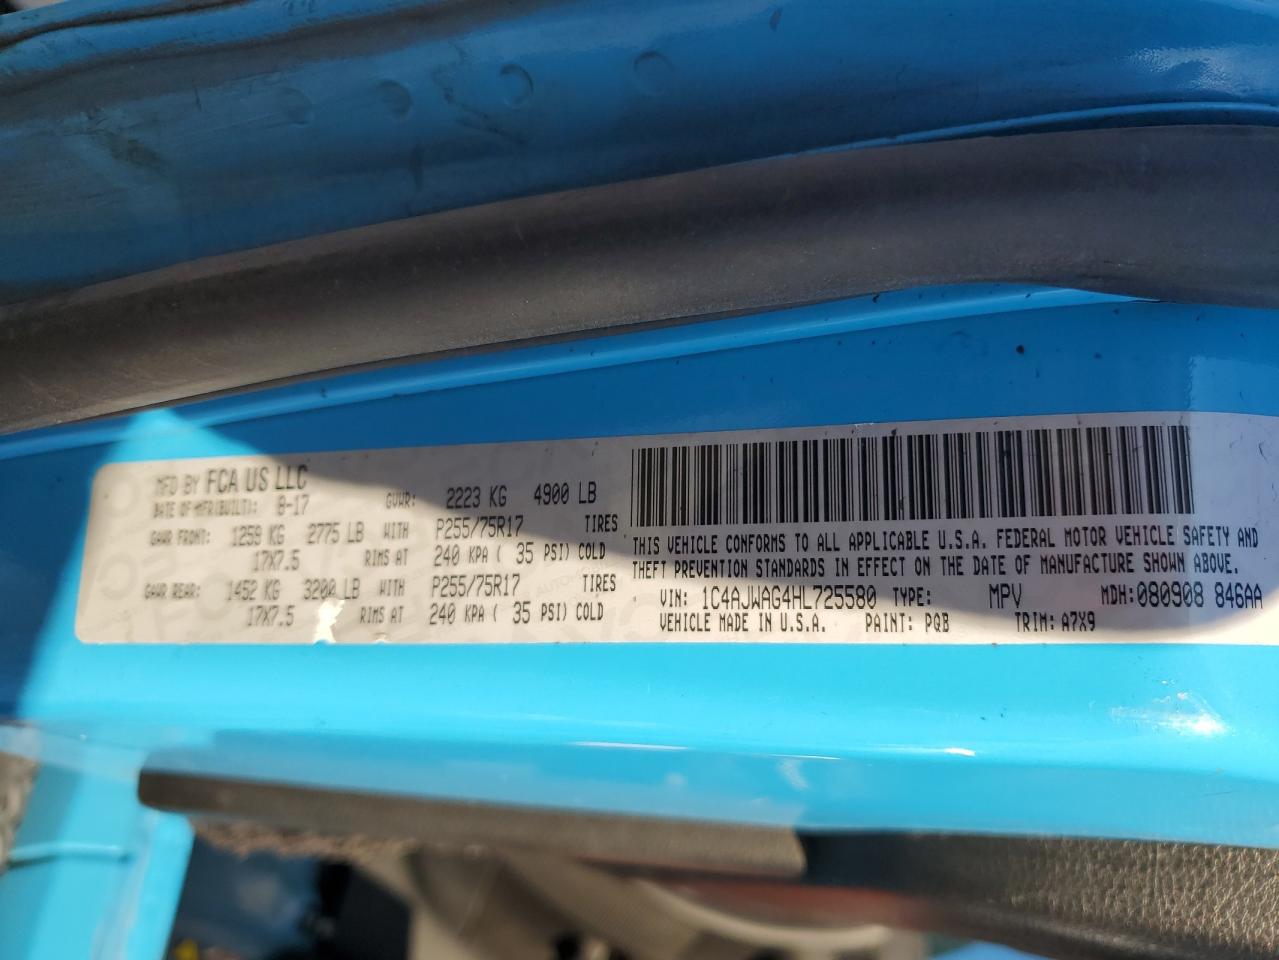 MFD BY FCA US LLC
DATE OF MFR(BUILT): 8-17 GVWR: 2223 KG 4900 LB
GAWR FRONT: 1259 KG 2775 LB WITH P255/75R17 TIRES
17X7.5 RIMS AT 240 KPA ( 35 PSI) COLD
GAWR REAR: 1452 KG 3200 LB WITH P255/75R17 TIRES
17X7.5 RIMS AT 240 KPA ( 35 PSI) COLD
THIS VEHICLE CONFORMS TO ALL APPLICABLE U.S.A. FEDERAL MOTOR VEHICLE SAFETY AND
THEFT PREVENTION STANDARDS IN EFFECT ON THE DATE OF MANUFACTURE SHOWN ABOVE.
VIN: 1C4AJWAG4HL725580 TYPE: MPV MDH: 080908 846AA
VEHICLE MADE IN U.S.A. PAINT: PQB TRIM: A7X9